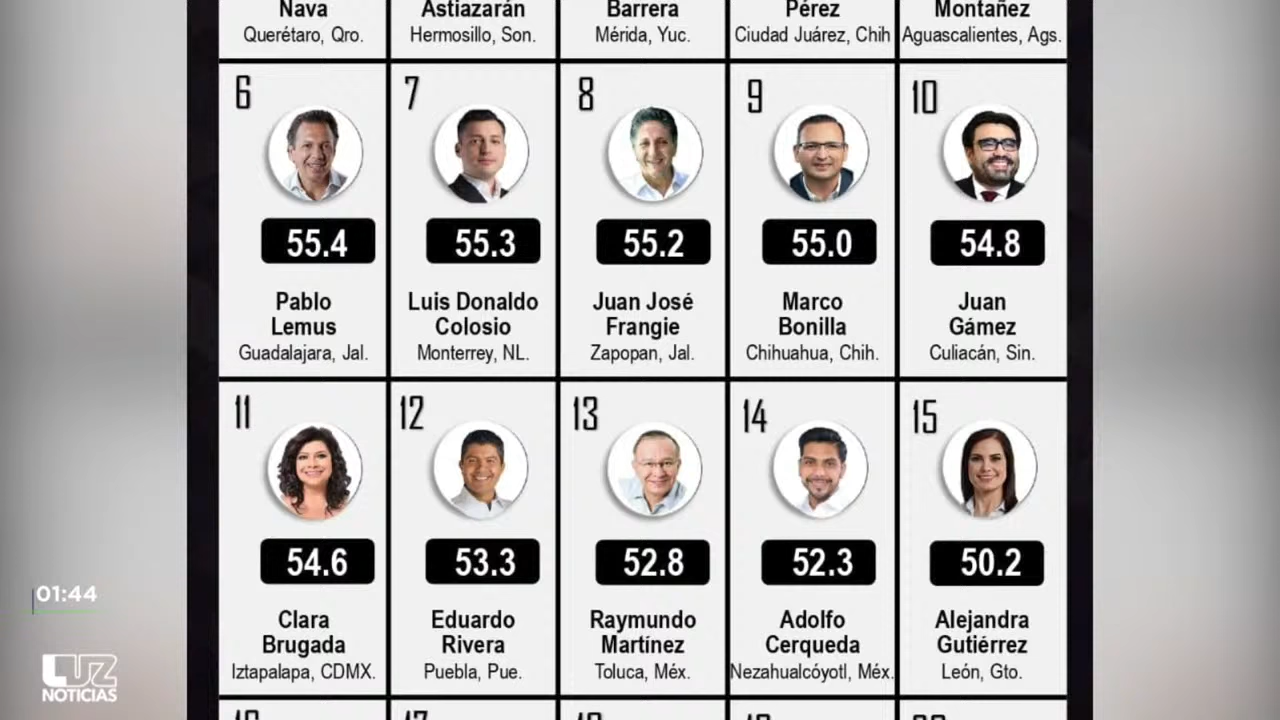 Nava
Astiazarán
Barrera
Pérez
Montañez
Querétaro, Qro.
Hermosillo, Son.
Mérida, Yuc.
Ciudad Juárez, Chih
Aguascalientes, Ags.
6
7
8
9
10
55.4
55.3
55.2
55.0
54.8
Pablo
Lemus
Guadalajara, Jal.
Luis Donaldo
Colosio
Monterrey, NL.
Juan José
Frangie
Zapopan, Jal.
Marco
Bonilla
Chihuahua, Chih.
Juan
Gámez
Culiacán, Sin.
11
12
13
14
15
54.6
53.3
52.8
52.3
50.2
Clara
Brugada
Iztapalapa, CDMX.
Eduardo
Rivera
Puebla, Pue.
Raymundo
Martínez
Toluca, Méx.
Adolfo
Cerqueda
Nezahualcóyotl, Méx.
Alejandra
Gutiérrez
León, Gto.
01:44
LUZ
NOTICIAS